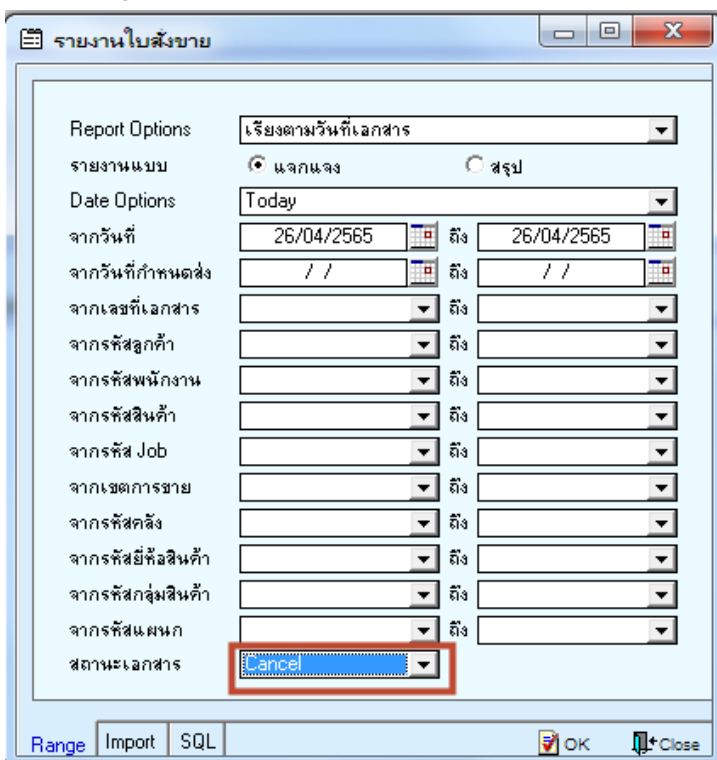 รายงานใบสั่งขาย
Report Options เรียงตามวันที่เอกสาร
รายงานแบบ แจกแจง สรุป
Date Options Today
จากวันที่ 26/04/2565 ถึง 26/04/2565
จากวันที่กำหนดส่ง / / ถึง / /
จากเลขที่เอกสาร ถึง
จากรหัสลูกค้า ถึง
จากรหัสพนักงาน ถึง
จากรหัสสินค้า ถึง
จากรหัส Job ถึง
จากเขตการขาย ถึง
จากรหัสคลัง ถึง
จากรหัสยี่ห้อสินค้า ถึง
จากรหัสกลุ่มสินค้า ถึง
จากรหัสแผนก ถึง
สถานะเอกสาร Cancel
Range Import SQL OK Close